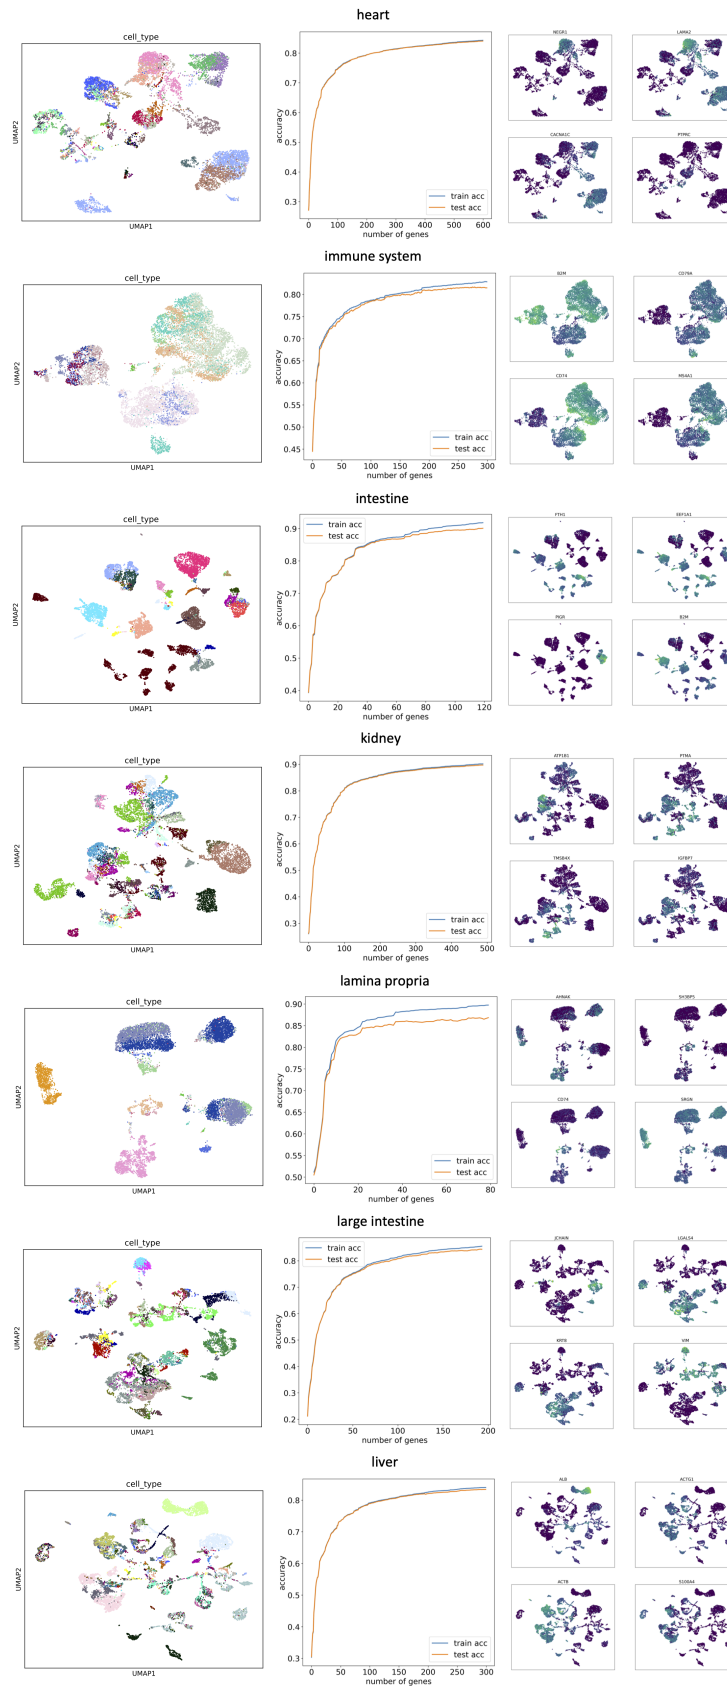 heart
cell_type
UMAP2
UMAP1
accuracy
0.8
0.7
0.6
0.5
0.4
0.3
0 100 200 300 400 500 600
number of genes
train acc
test acc
NEGR1 LAMA2
CACNA1C PTPRC
immune system
cell_type
UMAP2
UMAP1
accuracy
0.80
0.75
0.70
0.65
0.60
0.55
0.50
0.45
0 50 100 150 200 250 300
number of genes
train acc
test acc
B2M CD79A
CD74 MS4A1
intestine
cell_type
UMAP2
UMAP1
accuracy
train acc
test acc
0.9
0.8
0.7
0.6
0.5
0.4
0 20 40 60 80 100 120
number of genes
FTH1 EEF1A1
PIGR B2M
kidney
cell_type
UMAP2
UMAP1
accuracy
0.9
0.8
0.7
0.6
0.5
0.4
0.3
0 100 200 300 400 500
number of genes
train acc
test acc
ATP1B1 PTMA
TMSB4X IGFBP7
lamina propria
cell_type
UMAP2
UMAP1
accuracy
0.90
0.85
0.80
0.75
0.70
0.65
0.60
0.55
0.50
0 20 40 60 80
number of genes
train acc
test acc
AHNAK SH3BP5
CD74 SRGN
large intestine
cell_type
UMAP2
UMAP1
accuracy
train acc
test acc
0.8
0.7
0.6
0.5
0.4
0.3
0.2
0 50 100 150 200
number of genes
JCHAIN LGALS4
KRT8 VIM
liver
cell_type
UMAP2
UMAP1
accuracy
0.8
0.7
0.6
0.5
0.4
0.3
0 50 100 150 200 250 300
number of genes
train acc
test acc
ALB ACTG1
ACTB S100A4